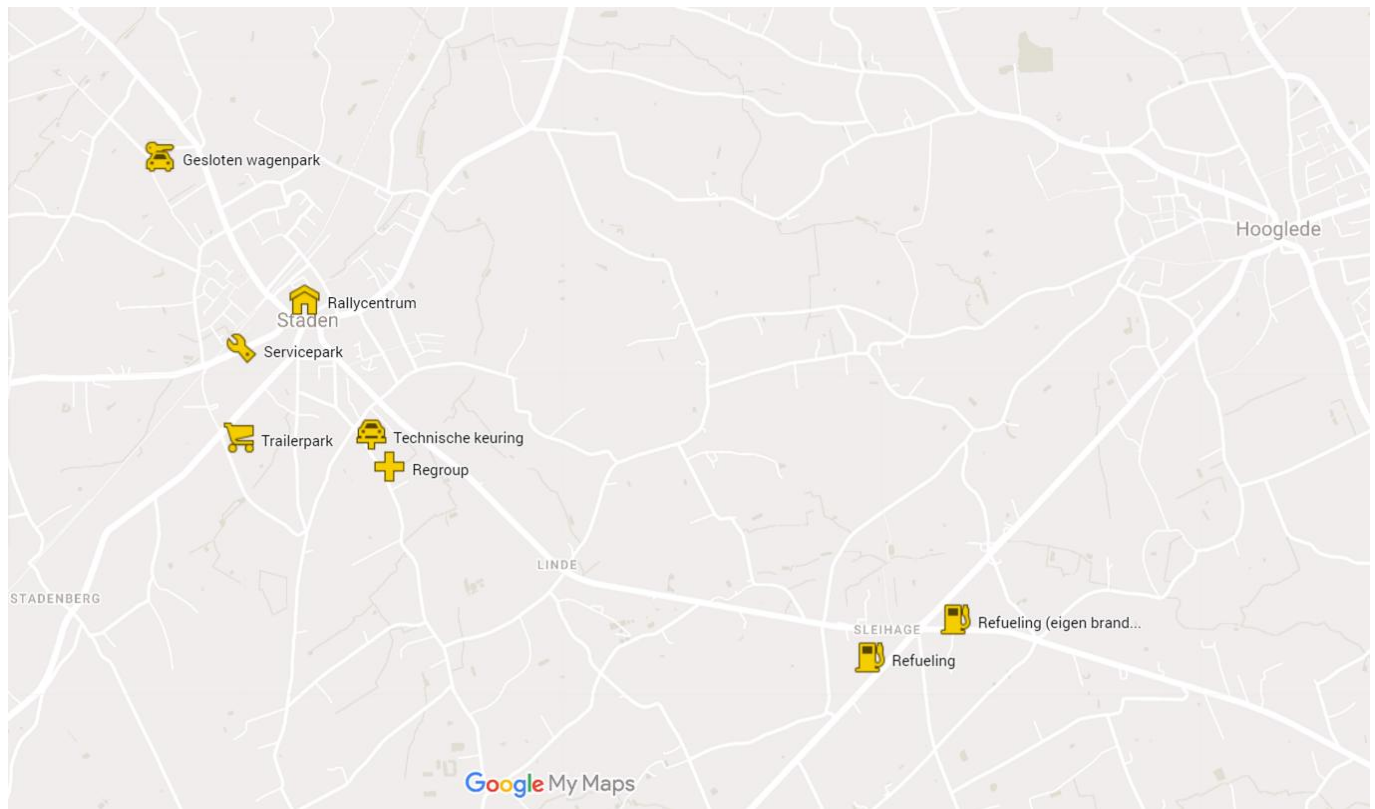 Gesloten wagenpark
Hooglede
Rallycentrum
Staden
Servicepark
Trailerpark
Technische keuring
Regroup
LINDE
STADENBERG
Refueling (eigen brand...
SLEIHAGE
Refueling
Google My Maps